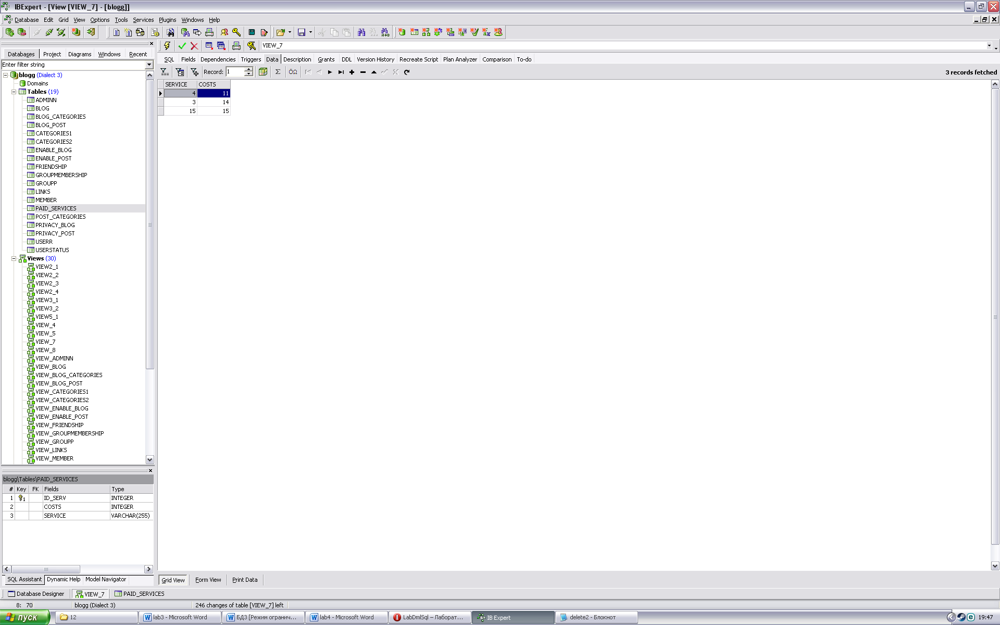 IBExpert - [View [VIEW_7] - [blogg]]
Database Edit Grid View Options Tools Services Plugins Windows Help
Databases Project Diagrams Windows Recent
Enter filter string
blogg (Dialect 3)
Domains
Tables (19)
ADMINN
BLOG
BLOG_CATEGORIES
BLOG_POST
CATEGORIES1
CATEGORIES2
ENABLE_BLOG
ENABLE_POST
FRIENDSHIP
GROUPMEMBERSHIP
GROUPP
LINKS
MEMBER
PAID_SERVICES
POST_CATEGORIES
PRIVACY_BLOG
PRIVACY_POST
USERR
USERSTATUS
Views (30)
VIEW2_1
VIEW2_2
VIEW2_3
VIEW2_4
VIEW3_1
VIEW3_2
VIEW5_1
VIEW_4
VIEW_5
VIEW_7
VIEW_8
VIEW_ADMINN
VIEW_BLOG
VIEW_BLOG_CATEGORIES
VIEW_BLOG_POST
VIEW_CATEGORIES1
VIEW_CATEGORIES2
VIEW_ENABLE_BLOG
VIEW_ENABLE_POST
VIEW_FRIENDSHIP
VIEW_GROUPMEMBERSHIP
VIEW_GROUPP
VIEW_LINKS
VIEW_MEMBER
blogg\Tables\PAID_SERVICES
# Key FK Fields Type
1 1 ID_SERV INTEGER
2 COSTS INTEGER
3 SERVICE VARCHAR(255)
SQL Assistant Dynamic Help Model Navigator
VIEW_7
SQL Fields Dependencies Triggers Data Description Grants DDL Version History Recreate Script Plan Analyzer Comparison To-do
Record: 1 Σ ÖΩ 3 records fetched
SERVICE COSTS
4 11
3 14
15 15
Grid View Form View Print Data
Database Designer VIEW_7 PAID_SERVICES
8: 70 blogg (Dialect 3) 246 changes of table [VIEW_7] left
пуск 12 lab3 - Microsoft Word БДЗ [Режим огранич... lab4 - Microsoft Word LabDmlSql – Лаборат... IB Expert delete2 - Блокнот 19:47